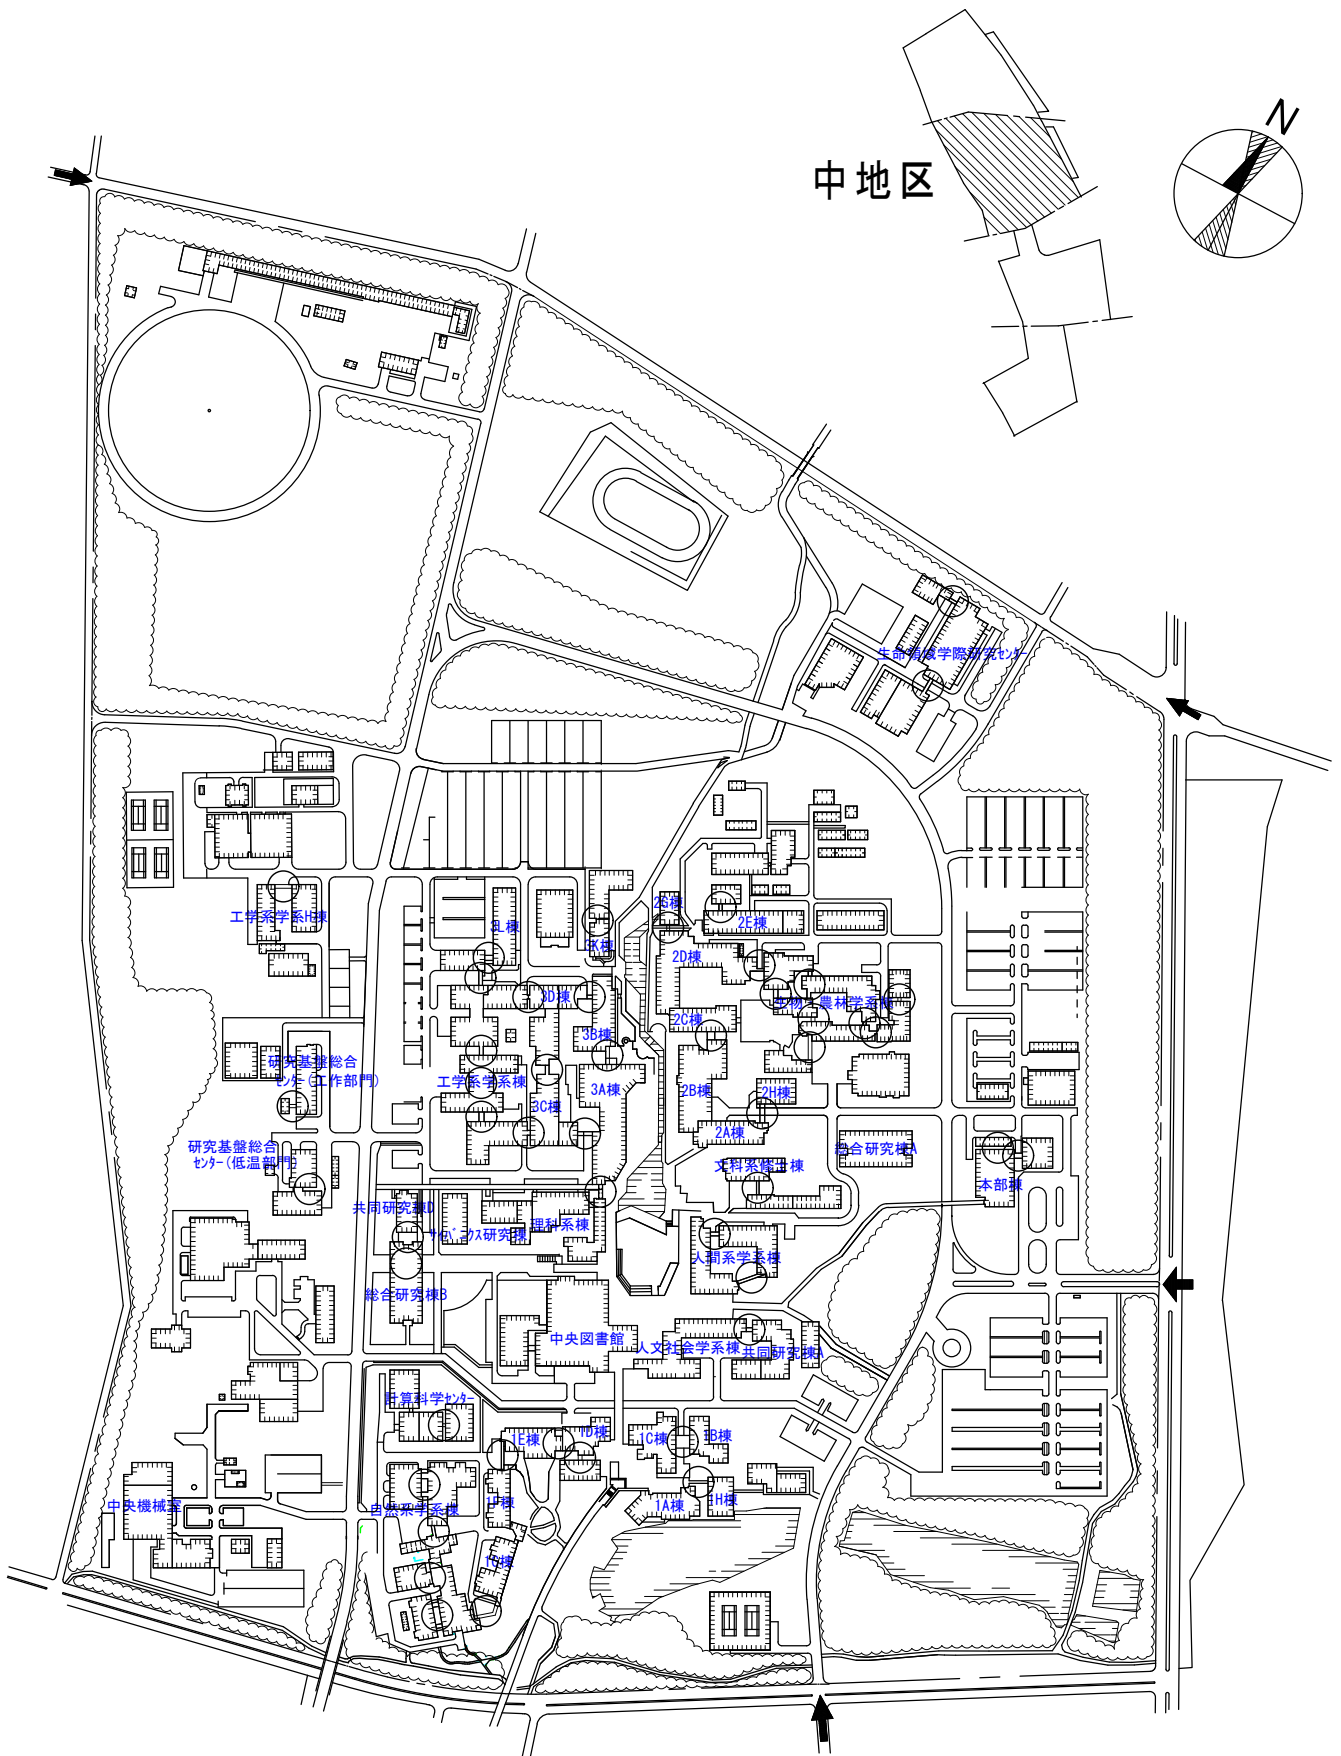 N
中地区
生命領域学際研究センター
2G棟
2E棟
工学系学系H棟
3L棟
3K棟
2D棟
3D棟
生物・農林学系棟
2C棟
3B棟
研究基盤総合
センター(工作部門)
工学系学系棟
3A棟
2B棟
2H棟
3C棟
2A棟
研究基盤総合
センター(低温部門)
総合研究棟A
文科系修士棟
本部棟
共同研究棟D
サイバニクス研究棟
理科系棟
人間系学系棟
総合研究棟B
中央図書館
人文社会学系棟
共同研究棟A
計算科学センター
1E棟
1D棟
1C棟
1B棟
中央機械室
自然系学系棟
1F棟
1A棟
1H棟
1G棟